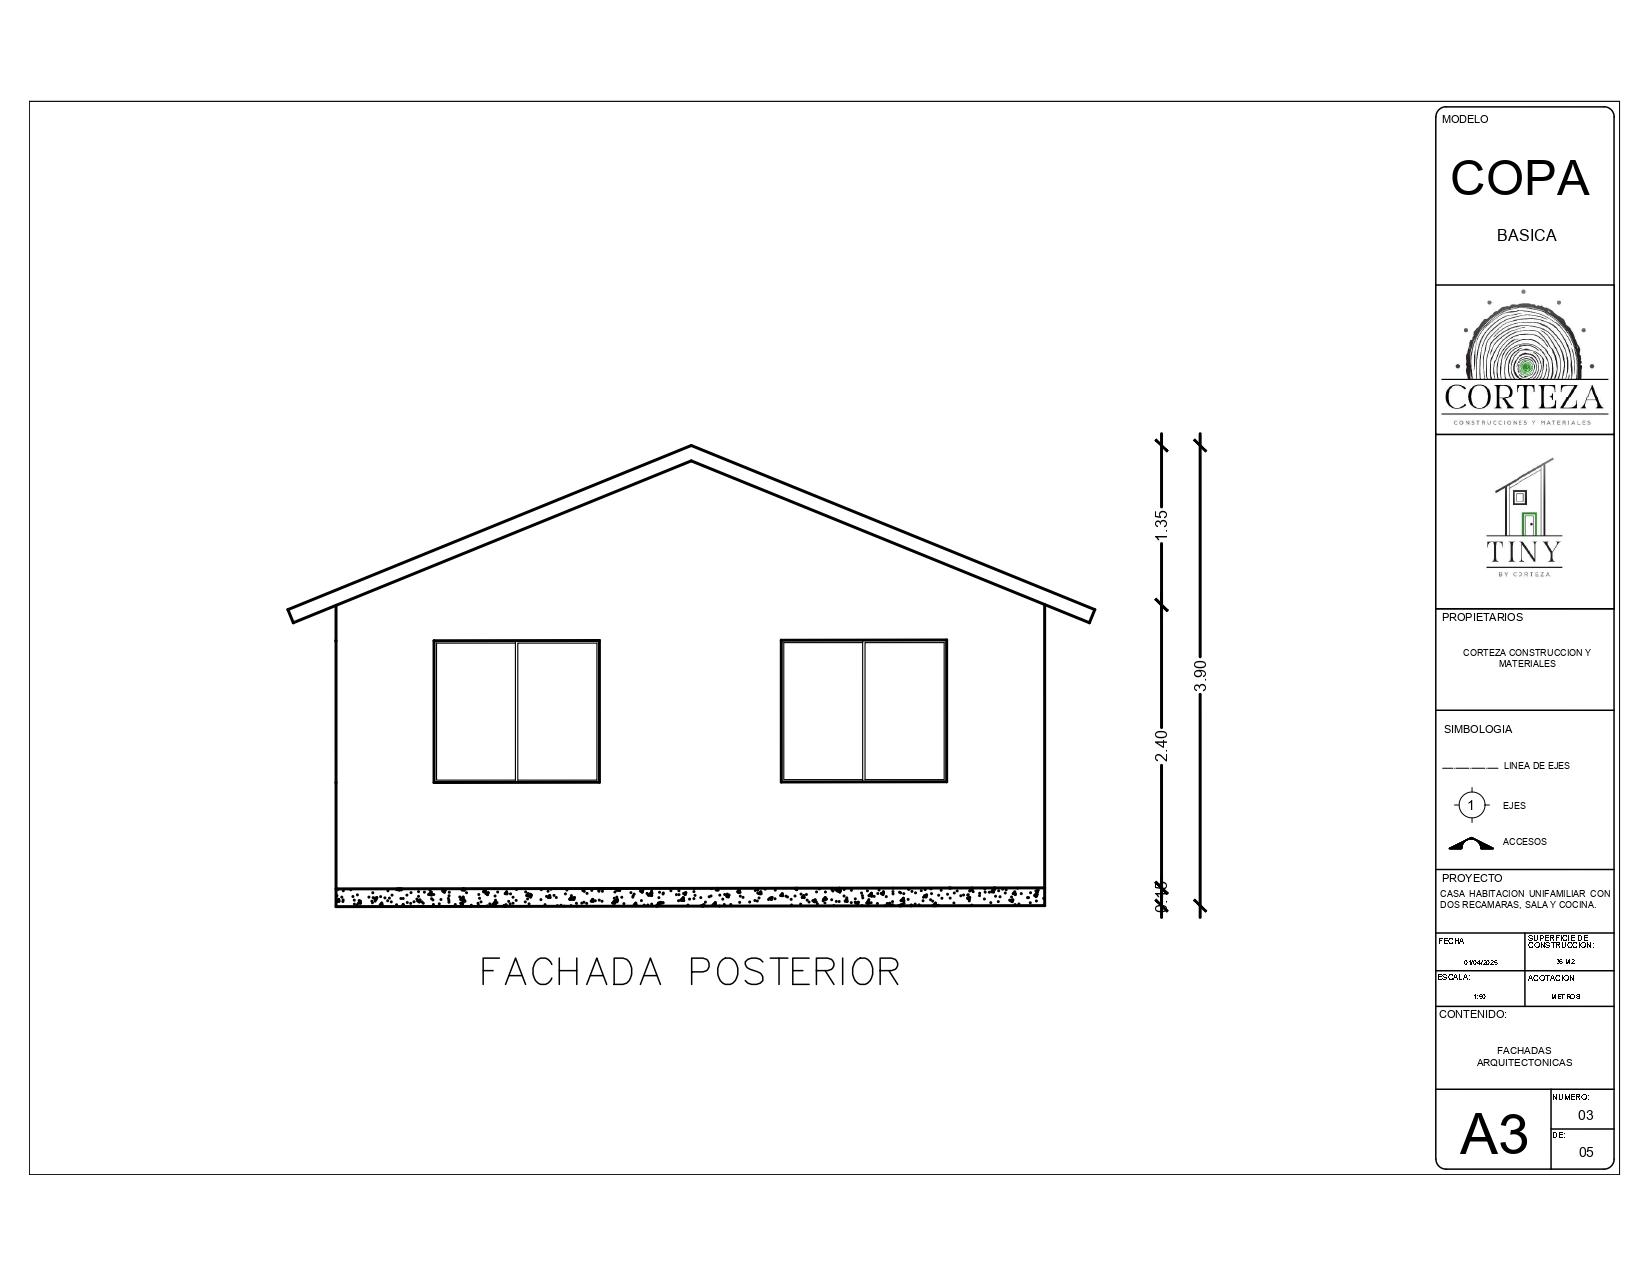 MODELO
COPA
BASICA
CORTEZA
CONSTRUCCIONES Y MATERIALES
TINY
BY CORTEZA
PROPIETARIOS
CORTEZA CONSTRUCCION Y
MATERIALES
SIMBOLOGIA
LINEA DE EJES
1
EJES
ACCESOS
PROYECTO
CASA HABITACION UNIFAMILIAR CON
DOS RECAMARAS, SALA Y COCINA.
FECHA
01/04/2025
SUPERFICIE DE
CONSTRUCCION:
36 M2
ESCALA:
ACOTACION
METROS
CONTENIDO:
FACHADAS
ARQUITECTONICAS
A3
NUMERO:
03
DE:
05
1.35
2.40
0.15
3.90
FACHADA POSTERIOR